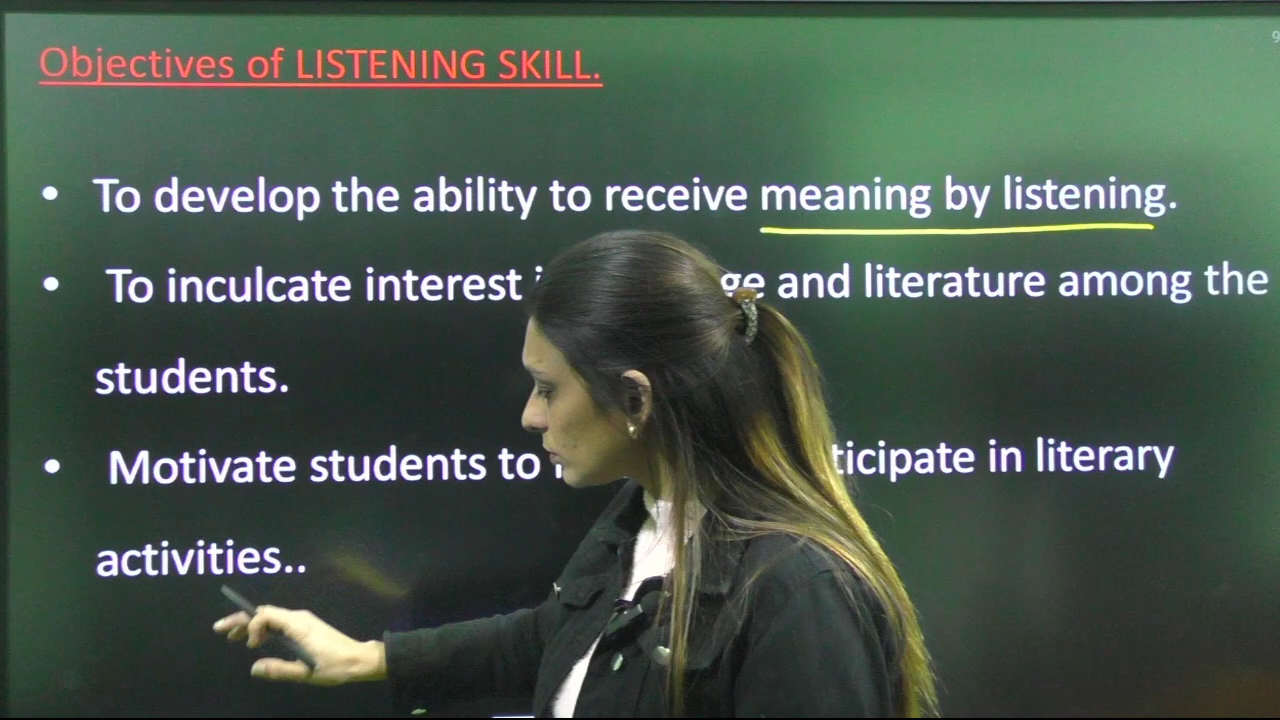 Objectives of LISTENING SKILL.
• To develop the ability to receive meaning by listening.
• To inculcate interest and literature among the
students.
• Motivate students to in literary
activities..
9